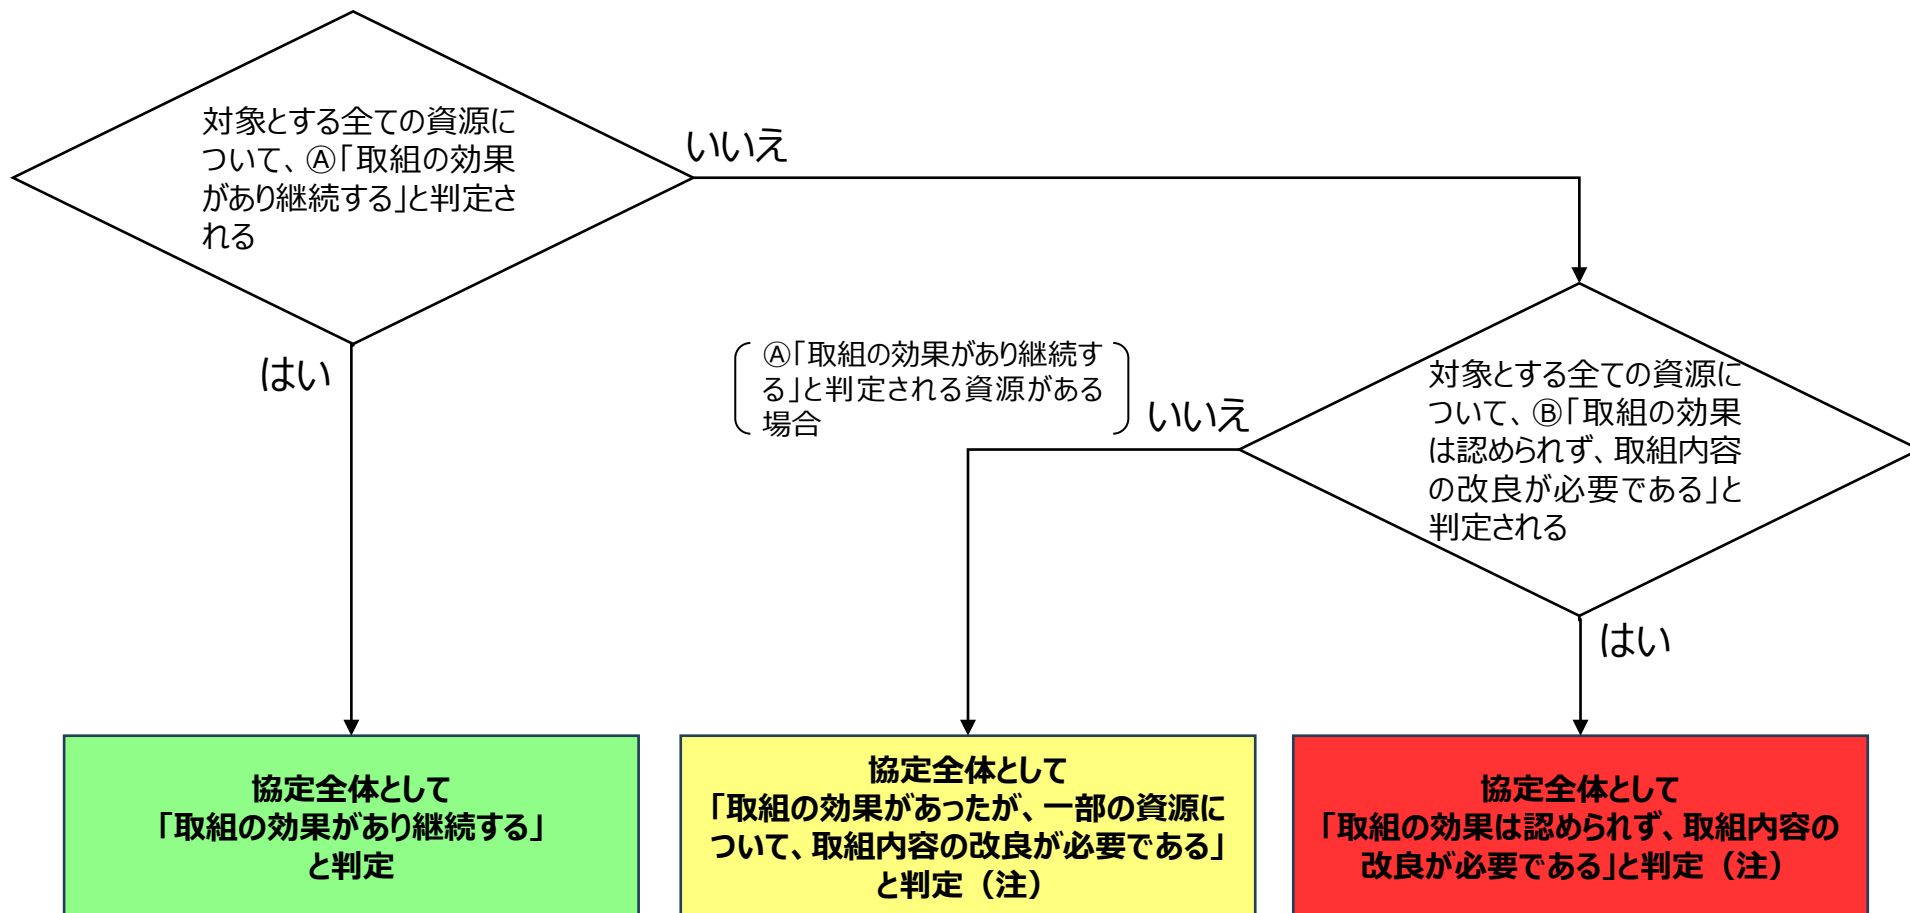 対象とする全ての資源に
ついて、Ⓐ「取組の効果
があり継続する」と判定さ
れる
いいえ
はい
Ⓐ「取組の効果があり継続す
る」と判定される資源がある
場合
いいえ
対象とする全ての資源に
ついて、Ⓑ「取組の効果
は認められず、取組内容
の改良が必要である」と
判定される
はい
協定全体として
「取組の効果があり継続する」
と判定
協定全体として
「取組の効果があったが、一部の資源に
ついて、取組内容の改良が必要である」
と判定（注）
協定全体として
「取組の効果は認められず、取組内容の
改良が必要である」と判定（注）